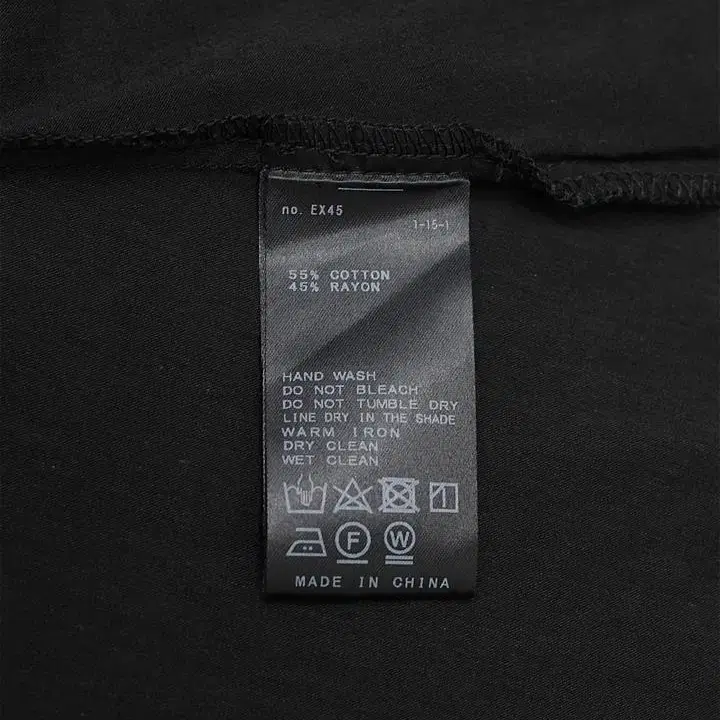 no. EX45
1-15-1
55% COTTON
45% RAYON
HAND WASH
DO NOT BLEACH
DO NOT TUMBLE DRY
LINE DRY IN THE SHADE
WARM IRON
DRY CLEAN
WET CLEAN
F
W
MADE IN CHINA